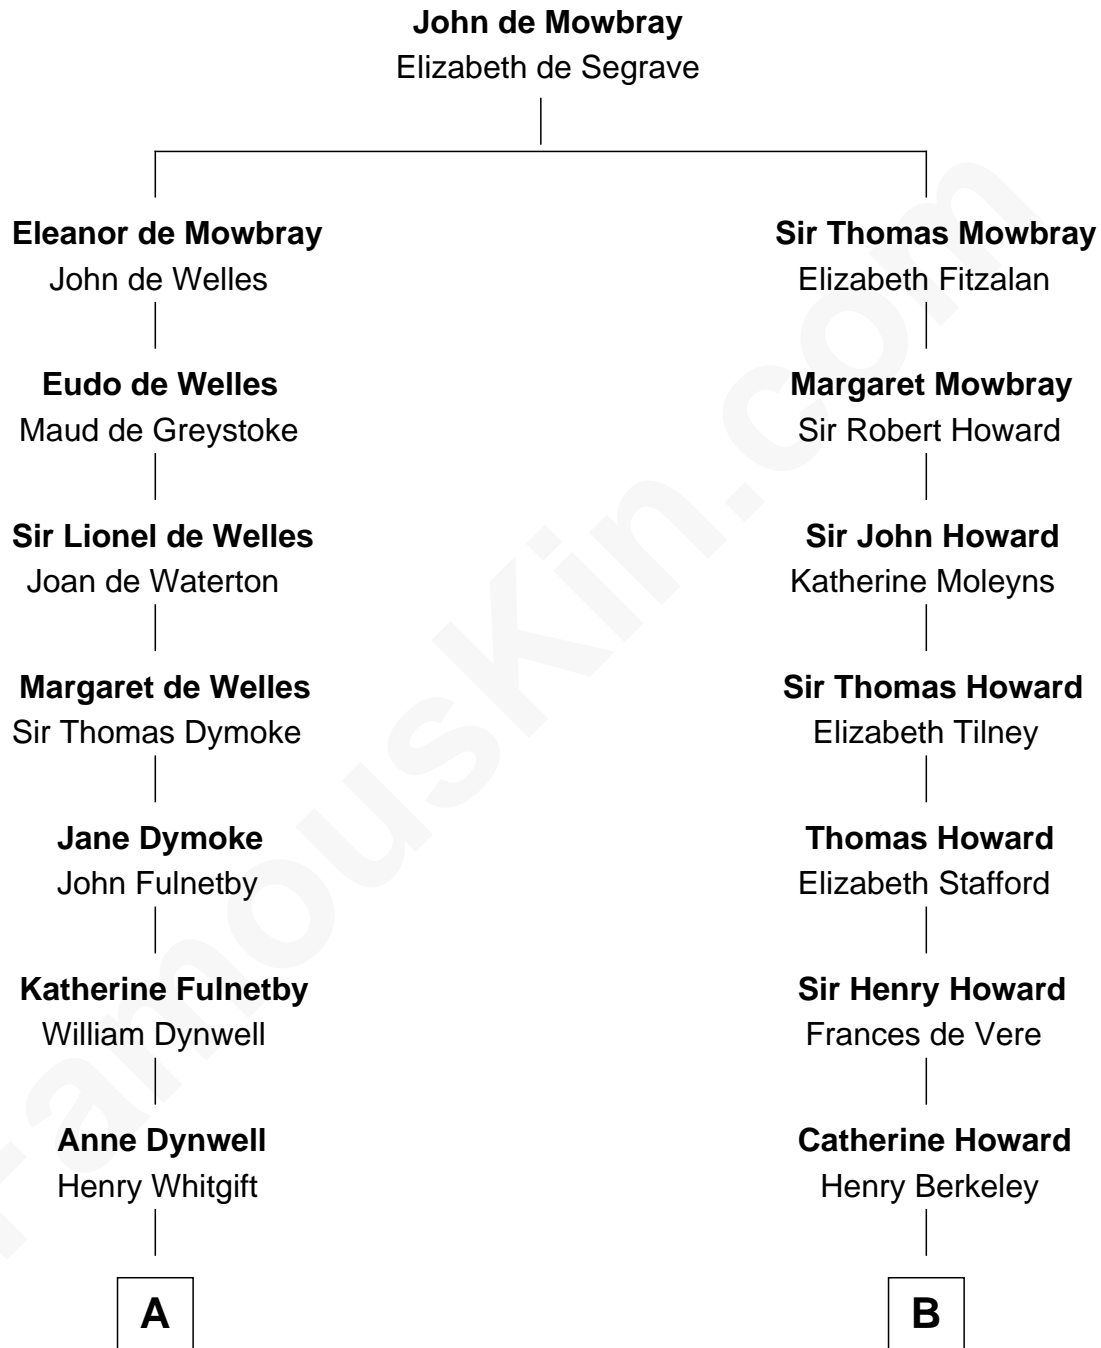 John de Mowbray
Elizabeth de Segrave
Eleanor de Mowbray
John de Welles
Sir Thomas Mowbray
Elizabeth Fitzalan
Eudo de Welles
Maud de Greystoke
Margaret Mowbray
Sir Robert Howard
Sir Lionel de Welles
Joan de Waterton
Sir John Howard
Katherine Moleyns
Margaret de Welles
Sir Thomas Dymoke
Sir Thomas Howard
Elizabeth Tilney
Jane Dymoke
John Fulnetby
Thomas Howard
Elizabeth Stafford
Katherine Fulnetby
William Dynwell
Sir Henry Howard
Frances de Vere
Anne Dynwell
Henry Whitgift
Catherine Howard
Henry Berkeley
A
B
FamousKin.com